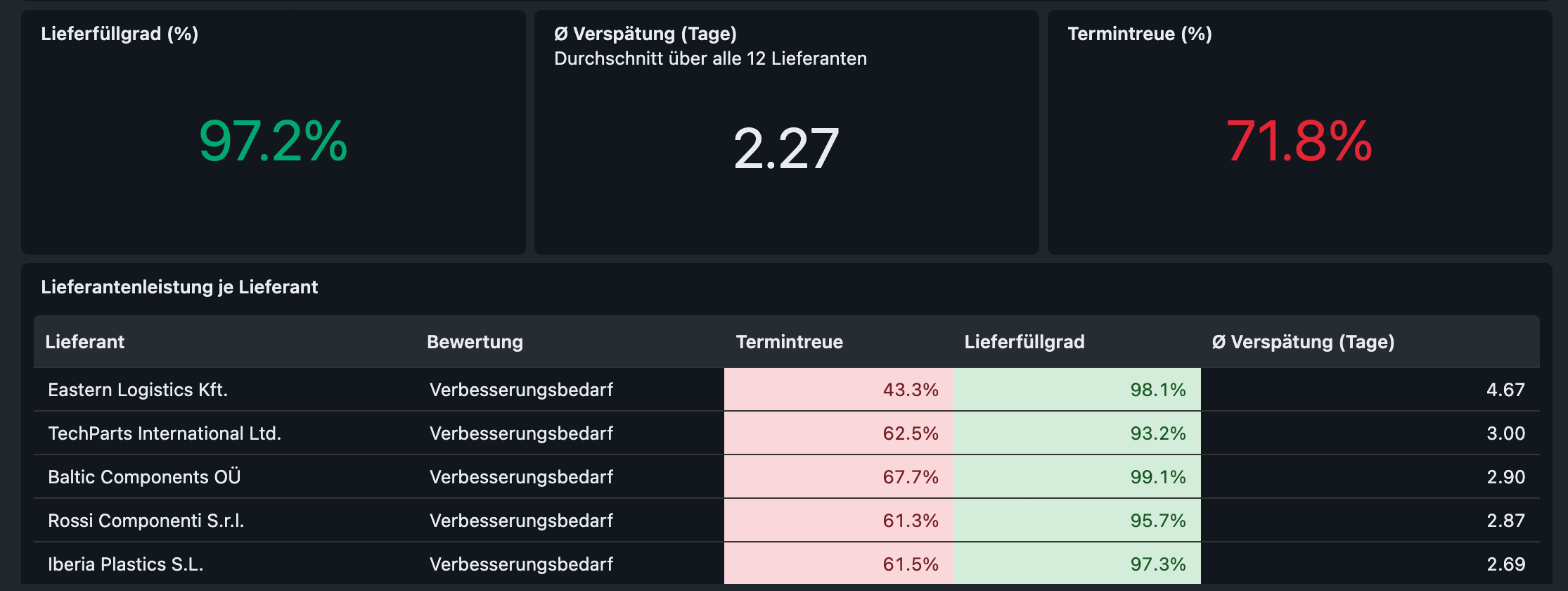 Lieferfüllgrad (%)
97.2%
Ø Verspätung (Tage)
Durchschnitt über alle 12 Lieferanten
2.27
Termintreue (%)
71.8%
Lieferantenleistung je Lieferant
Lieferant Bewertung Termintreue Lieferfüllgrad Ø Verspätung (Tage)
Eastern Logistics Kft. Verbesserungsbedarf 43.3% 98.1% 4.67
TechParts International Ltd. Verbesserungsbedarf 62.5% 93.2% 3.00
Baltic Components OÜ Verbesserungsbedarf 67.7% 99.1% 2.90
Rossi Componenti S.r.l. Verbesserungsbedarf 61.3% 95.7% 2.87
Iberia Plastics S.L. Verbesserungsbedarf 61.5% 97.3% 2.69